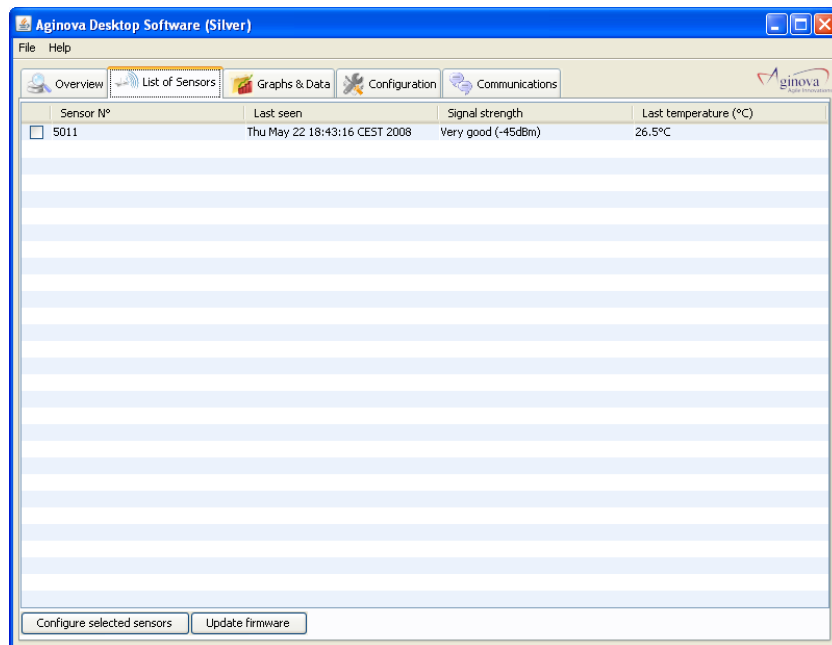 Aginova Desktop Software (Silver)
File Help
Overview List of Sensors Graphs & Data Configuration Communications Aginova
Agile Innovations
Sensor N° Last seen Signal strength Last temperature (°C)
5011 Thu May 22 18:43:16 CEST 2008 Very good (-45dBm) 26.5°C
Configure selected sensors Update firmware